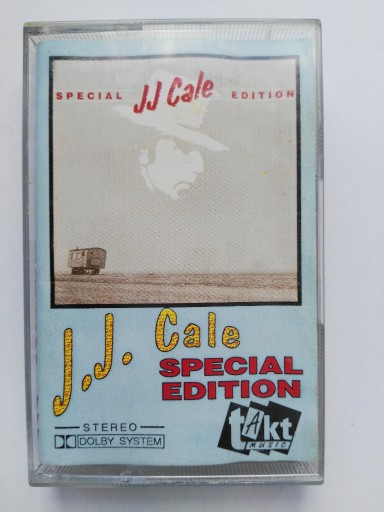 SPECIAL JJ Cale EDITION
J.J. Cale
SPECIAL
EDITION
STEREO
DOLBY SYSTEM
tAkt
MUSIC